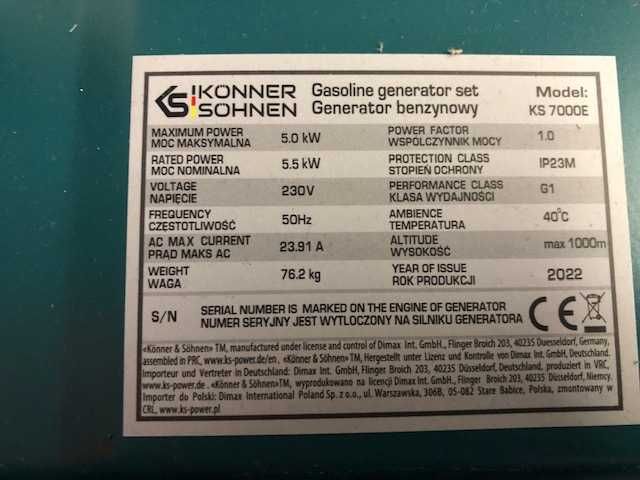 KS KÖNNER SÖHNEN
Gasoline generator set
Generator benzynowy
Model:
KS 7000E
MAXIMUM POWER
MOC MAKSYMALNA
5.0 kW
POWER FACTOR
WSPÓŁCZYNNIK MOCY
1.0
RATED POWER
MOC NOMINALNA
5.5 kW
PROTECTION CLASS
STOPIEŃ OCHRONY
IP23M
VOLTAGE
NAPIĘCIE
230V
PERFORMANCE CLASS
KLASA WYDAJNOŚCI
G1
FREQUENCY
CZĘSTOTLIWOŚĆ
50Hz
AMBIENCE
TEMPERATURA
40°C
AC MAX CURRENT
PRĄD MAKS AC
23.91 A
ALTITUDE
WYSOKOŚĆ
max 1000m
WEIGHT
WAGA
76.2kg
YEAR OF ISSUE
ROK PRODUKCJI
2022
S/N
SERIAL NUMBER IS MARKED ON THE ENGINE OF GENERATOR
NUMER SERYJNY JEST WYTŁOCZONY NA SILNIKU GENERATORA
CE
«Könner & Söhnen» TM, manufactured under license and control of Dimax Int. GmbH., Flinger Broich 203, 40235 Duesseldorf, Germany,
assembled in PRC, www.ks-power.de/en . «Könner & Söhnen» TM, Hergestellt unter Lizenz und Kontrolle von Dimax Int. GmbH, Deutschland.
Importeur und Vertreter in Deutschland: Dimax Int. GmbH, Flinger Broich 203, 40235 Düsseldorf, Deutschland, produziert in VRC,
www.ks-power.de. «Könner & Söhnen»TM, wyprodukowano na licencji Dimax Int. GmbH., Flinger Broich 203, 40235 Düsseldorf, Niemcy.
Importer do Polski: Dimax International Poland Sp. z o.o., ul. Warszawska, 306B, 05-082 Stare Babice, Polska, zmontowany w
CRL, www.ks-power.pl